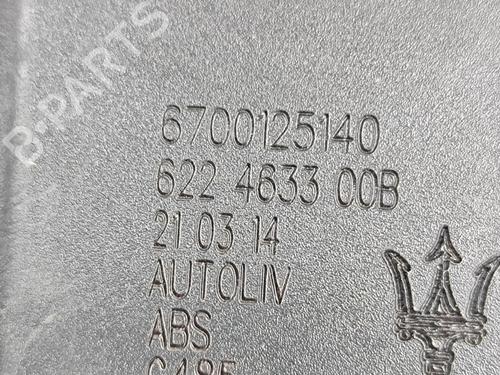 B-PARTS
6700125140
622 4633 00B
21 03 14
AUTOLIV
ABS